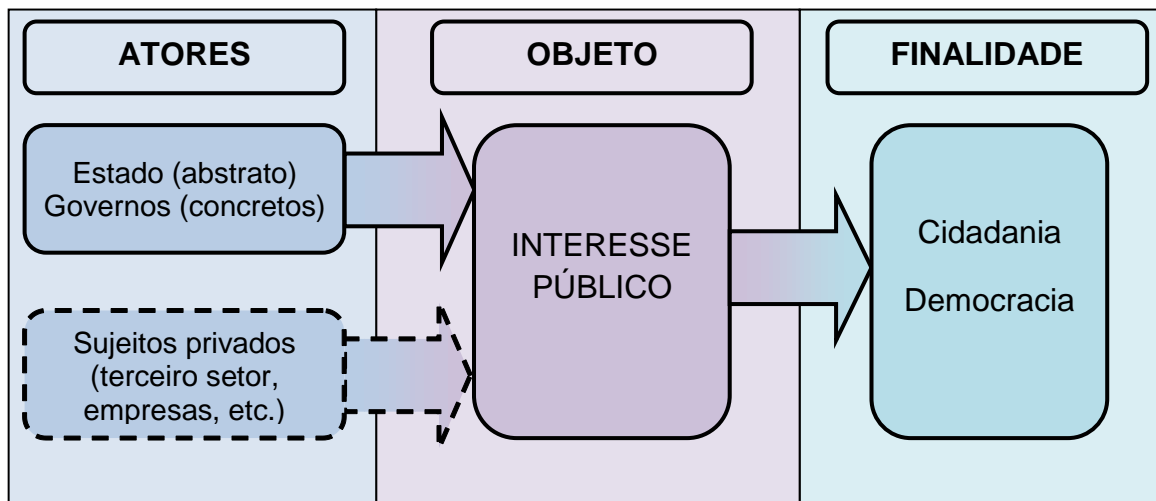 ATORES
OBJETO
FINALIDADE
Estado (abstrato)
Governos (concretos)
Sujeitos privados
(terceiro setor,
empresas, etc.)
INTERESSE
PÚBLICO
Cidadania
Democracia